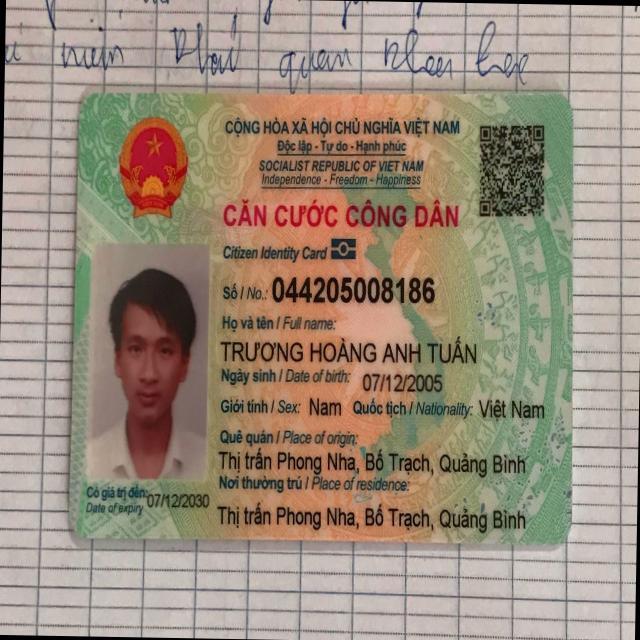 khái quan khoa học
CỘNG HÒA XÃ HỘI CHỦ NGHĨA VIỆT NAM
Độc lập - Tự do - Hạnh phúc
SOCIALIST REPUBLIC OF VIET NAM
Independence - Freedom - Happiness
CĂN CƯỚC CÔNG DÂN
Citizen Identity Card
Số / No.: 044205008186
Họ và tên / Full name:
TRƯƠNG HOÀNG ANH TUẤN
Ngày sinh / Date of birth: 07/12/2005
Giới tính / Sex: Nam Quốc tịch / Nationality: Việt Nam
Quê quán / Place of origin:
Thị trấn Phong Nha, Bố Trạch, Quảng Bình
Nơi thường trú / Place of residence:
Thị trấn Phong Nha, Bố Trạch, Quảng Bình
Có giá trị đến: 07/12/2030
Date of expiry